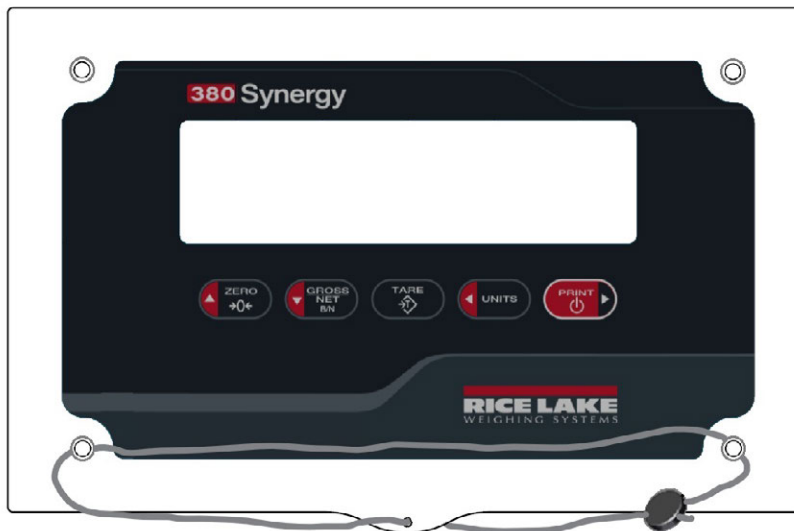 380 Synergy
ZERO
→0←
GROSS
NET
B/N
TARE
→T←
UNITS
PRINT
RICE LAKE
WEIGHING SYSTEMS